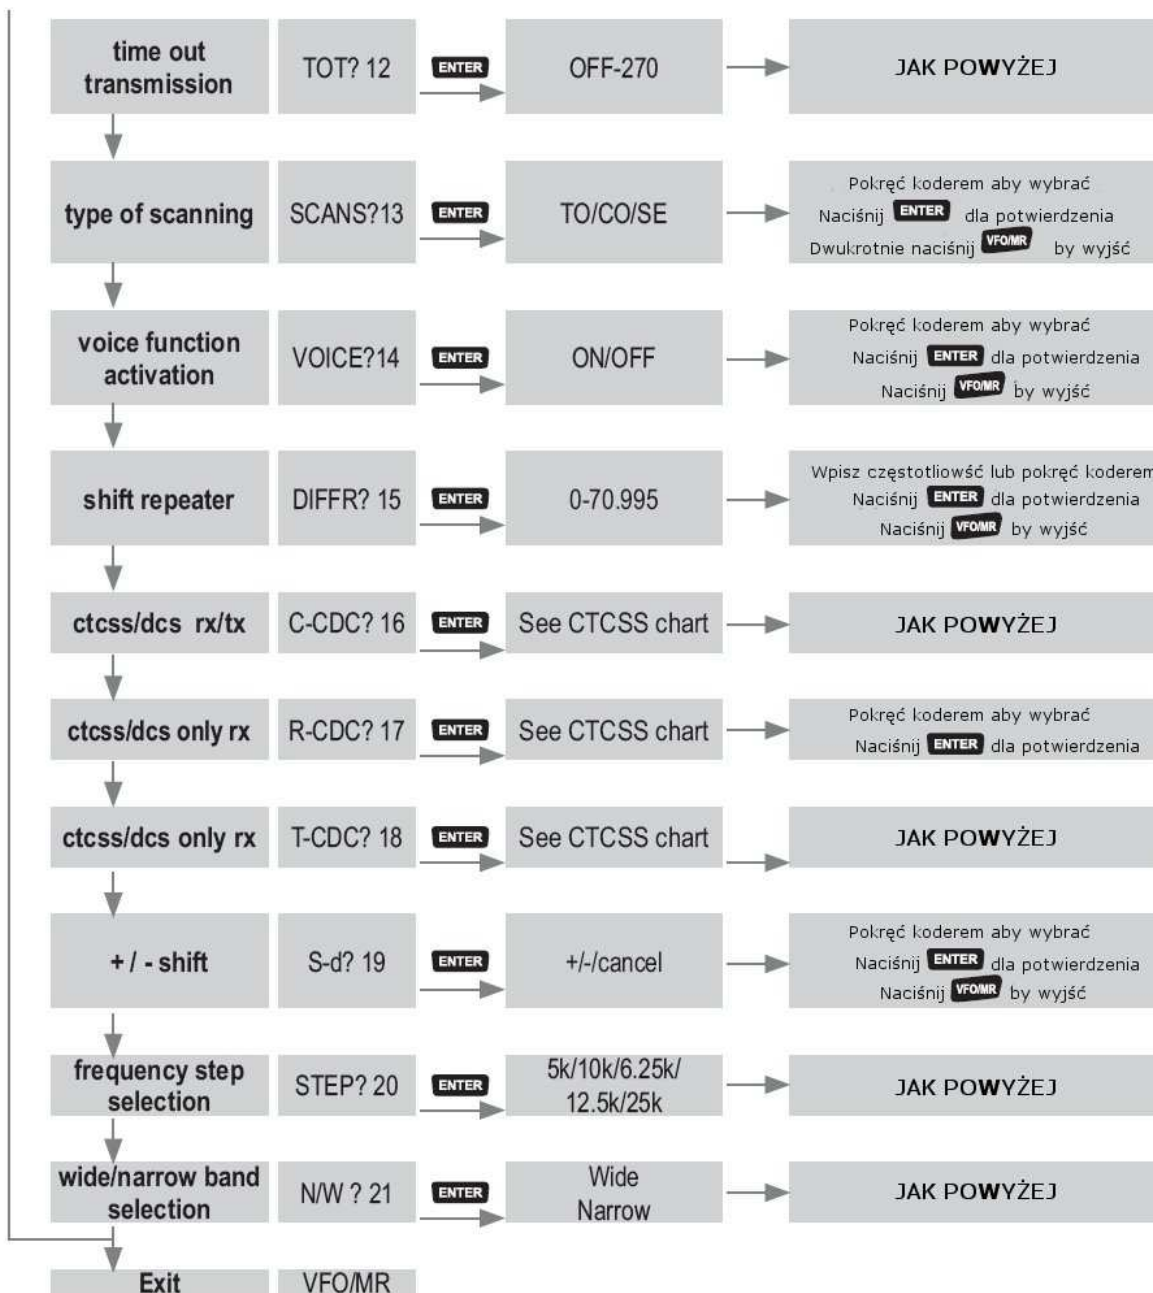 time out
transmission
TOT? 12
ENTER
OFF-270
JAK POWYŻEJ
type of scanning
SCANS?13
ENTER
TO/CO/SE
Pokręć koderem aby wybrać
Naciśnij ENTER dla potwierdzenia
Dwukrotnie naciśnij VFO/MR by wyjść
voice function
activation
VOICE?14
ENTER
ON/OFF
Pokręć koderem aby wybrać
Naciśnij ENTER dla potwierdzenia
Naciśnij VFO/MR by wyjść
shift repeater
DIFFR? 15
ENTER
0-70.995
Wpisz częstotliowść lub pokręć koderem
Naciśnij ENTER dla potwierdzenia
Naciśnij VFO/MR by wyjść
ctcss/dcs rx/tx
C-CDC? 16
ENTER
See CTCSS chart
JAK POWYŻEJ
ctcss/dcs only rx
R-CDC? 17
ENTER
See CTCSS chart
Pokręć koderem aby wybrać
Naciśnij ENTER dla potwierdzenia
ctcss/dcs only rx
T-CDC? 18
ENTER
See CTCSS chart
JAK POWYŻEJ
+ / - shift
S-d? 19
ENTER
+/-/cancel
Pokręć koderem aby wybrać
Naciśnij ENTER dla potwierdzenia
Naciśnij VFO/MR by wyjść
frequency step
selection
STEP? 20
ENTER
5k/10k/6.25k/
12.5k/25k
JAK POWYŻEJ
wide/narrow band
selection
N/W ? 21
ENTER
Wide
Narrow
JAK POWYŻEJ
Exit
VFO/MR